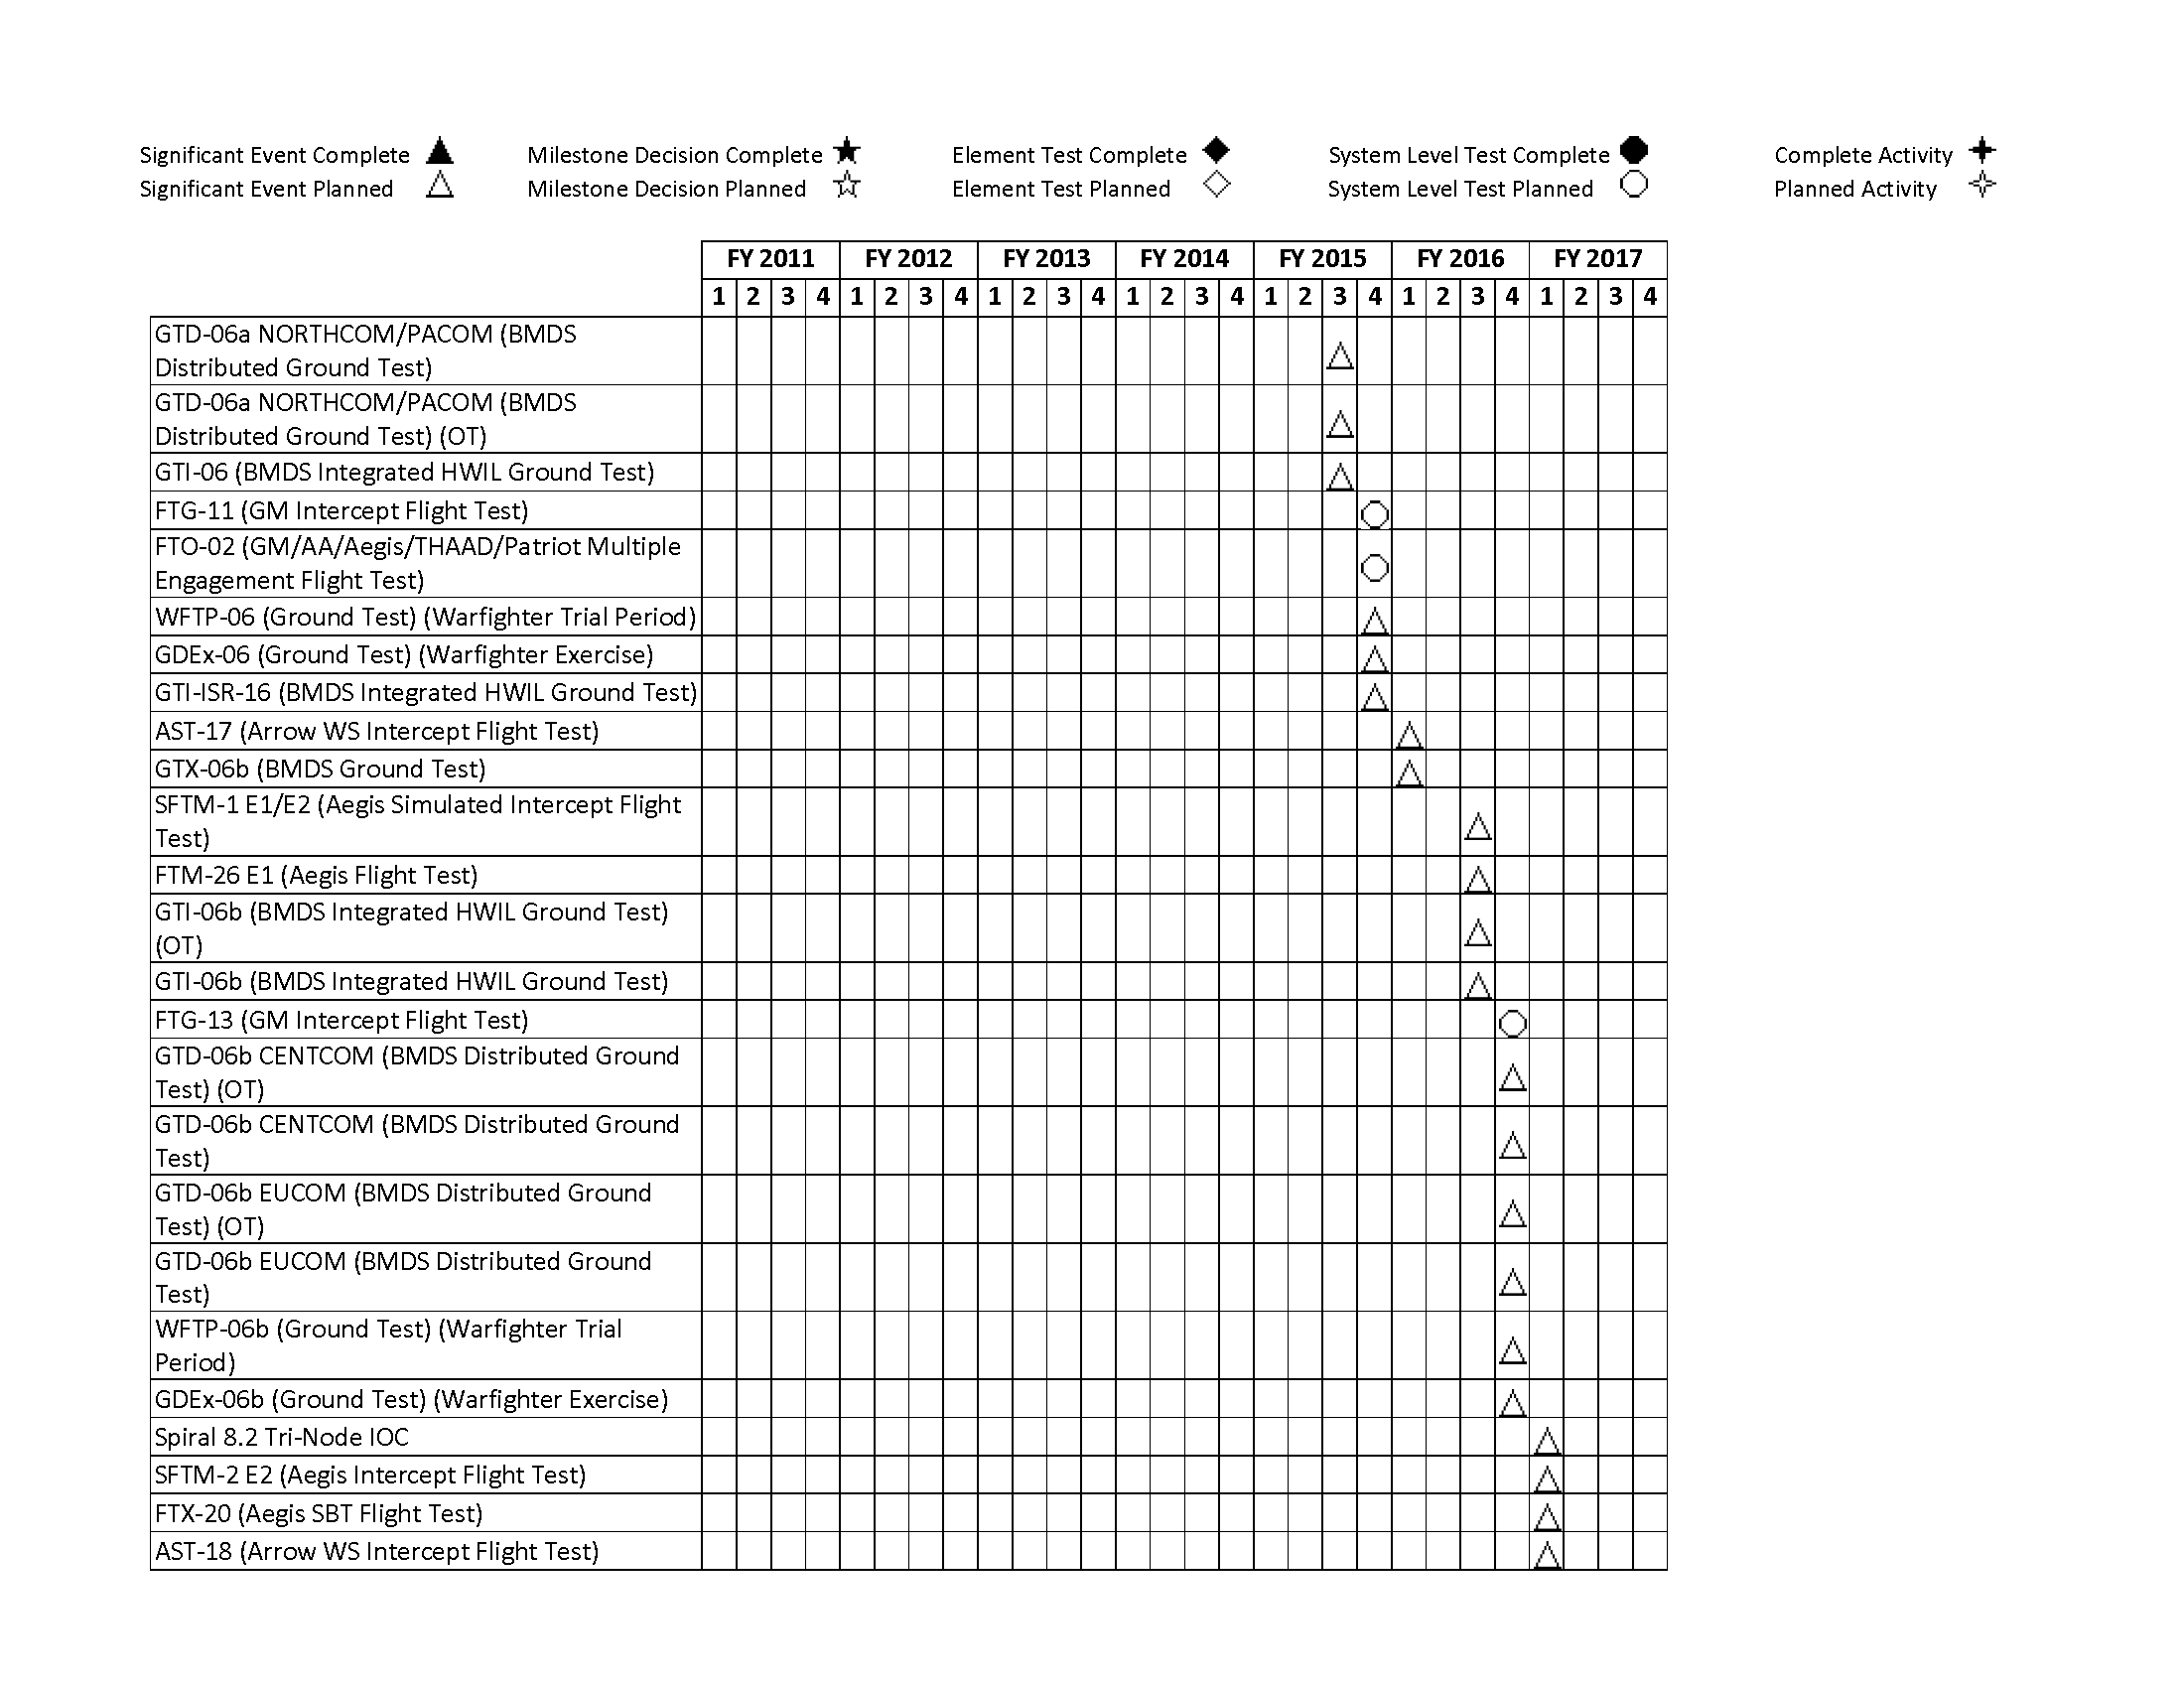 Significant Event Complete
Significant Event Planned
Milestone Decision Complete
Milestone Decision Planned
Element Test Complete
Element Test Planned
System Level Test Complete
System Level Test Planned
Complete Activity
Planned Activity
FY 2011 FY 2012 FY 2013 FY 2014 FY 2015 FY 2016 FY 2017
1 2 3 4 1 2 3 4 1 2 3 4 1 2 3 4 1 2 3 4 1 2 3 4 1 2 3 4
GTD-06a NORTHCOM/PACOM (BMDS
Distributed Ground Test)
GTD-06a NORTHCOM/PACOM (BMDS
Distributed Ground Test) (OT)
GTI-06 (BMDS Integrated HWIL Ground Test)
FTG-11 (GM Intercept Flight Test)
FTO-02 (GM/AA/Aegis/THAAD/Patriot Multiple
Engagement Flight Test)
WFTP-06 (Ground Test) (Warfighter Trial Period)
GDEx-06 (Ground Test) (Warfighter Exercise)
GTI-ISR-16 (BMDS Integrated HWIL Ground Test)
AST-17 (Arrow WS Intercept Flight Test)
GTX-06b (BMDS Ground Test)
SFTM-1 E1/E2 (Aegis Simulated Intercept Flight
Test)
FTM-26 E1 (Aegis Flight Test)
GTI-06b (BMDS Integrated HWIL Ground Test)
(OT)
GTI-06b (BMDS Integrated HWIL Ground Test)
FTG-13 (GM Intercept Flight Test)
GTD-06b CENTCOM (BMDS Distributed Ground
Test) (OT)
GTD-06b CENTCOM (BMDS Distributed Ground
Test)
GTD-06b EUCOM (BMDS Distributed Ground
Test) (OT)
GTD-06b EUCOM (BMDS Distributed Ground
Test)
WFTP-06b (Ground Test) (Warfighter Trial
Period)
GDEx-06b (Ground Test) (Warfighter Exercise)
Spiral 8.2 Tri-Node IOC
SFTM-2 E2 (Aegis Intercept Flight Test)
FTX-20 (Aegis SBT Flight Test)
AST-18 (Arrow WS Intercept Flight Test)